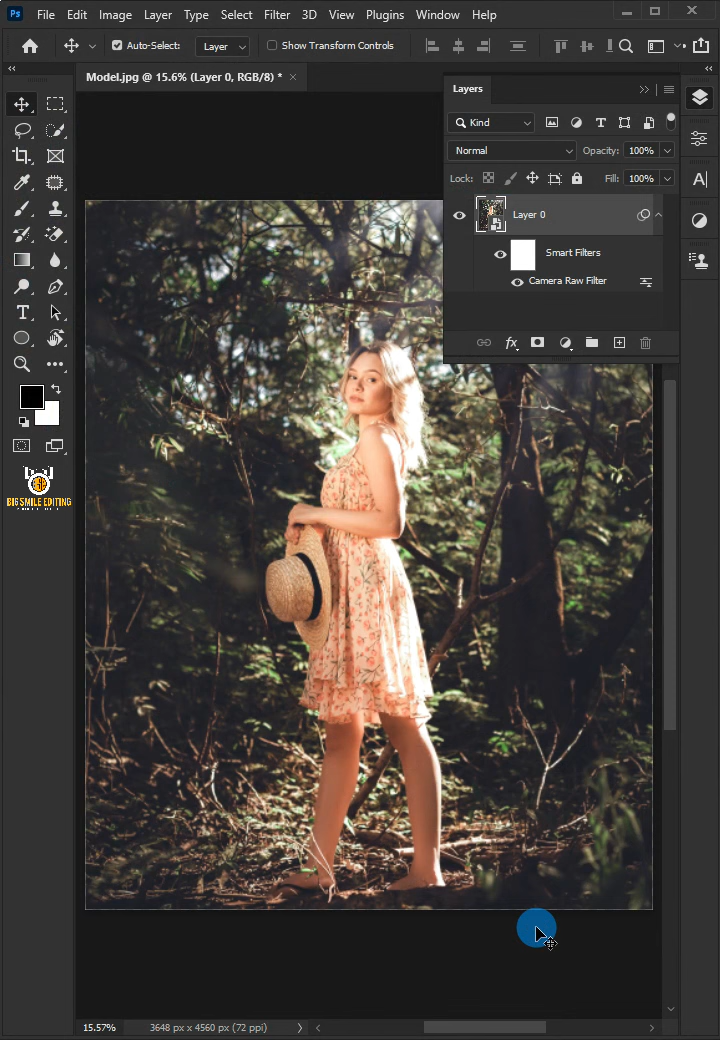 Ps File Edit Image Layer Type Select Filter 3D View Plugins Window Help
Auto-Select: Layer Show Transform Controls
Model.jpg @ 15.6% (Layer 0, RGB/8) *
Layers
Kind
Normal Opacity: 100%
Lock: Fill: 100%
Layer 0
Smart Filters
Camera Raw Filter
fx
BIG SMILE EDITING
15.57% 3648 px x 4560 px (72 ppi)